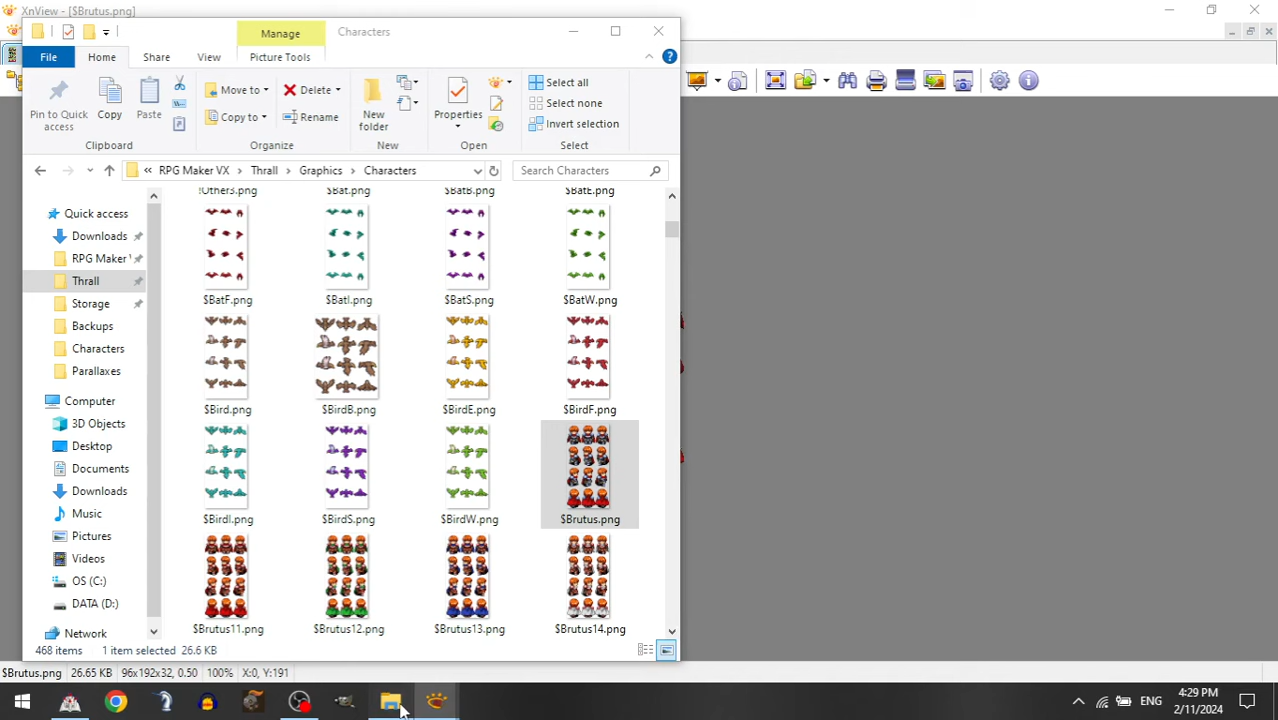 XnView - [$Brutus.png]
Manage
Characters
File
Home
Share
View
Picture Tools
Pin to Quick access
Copy
Paste
Move to
Copy to
Delete
Rename
New folder
Properties
Open
Select all
Select none
Invert selection
Clipboard
Organize
New
Open
Select
« RPG Maker VX > Thrall > Graphics > Characters
Search Characters
Quick access
Downloads
RPG Maker
Thrall
Storage
Backups
Characters
Parallaxes
Computer
3D Objects
Desktop
Documents
Downloads
Music
Pictures
Videos
OS (C:)
DATA (D:)
Network
!Other3.png
$Bat.png
$BatB.png
$BatE.png
$BatF.png
$BatI.png
$BatS.png
$BatW.png
$Bird.png
$BirdB.png
$BirdE.png
$BirdF.png
$BirdI.png
$BirdS.png
$BirdW.png
$Brutus.png
$Brutus11.png
$Brutus12.png
$Brutus13.png
$Brutus14.png
468 items
1 item selected 26.6 KB
$Brutus.png
26.65 KB
96x192x32, 0.50
100%
X:0, Y:191
ENG
4:29 PM
2/11/2024